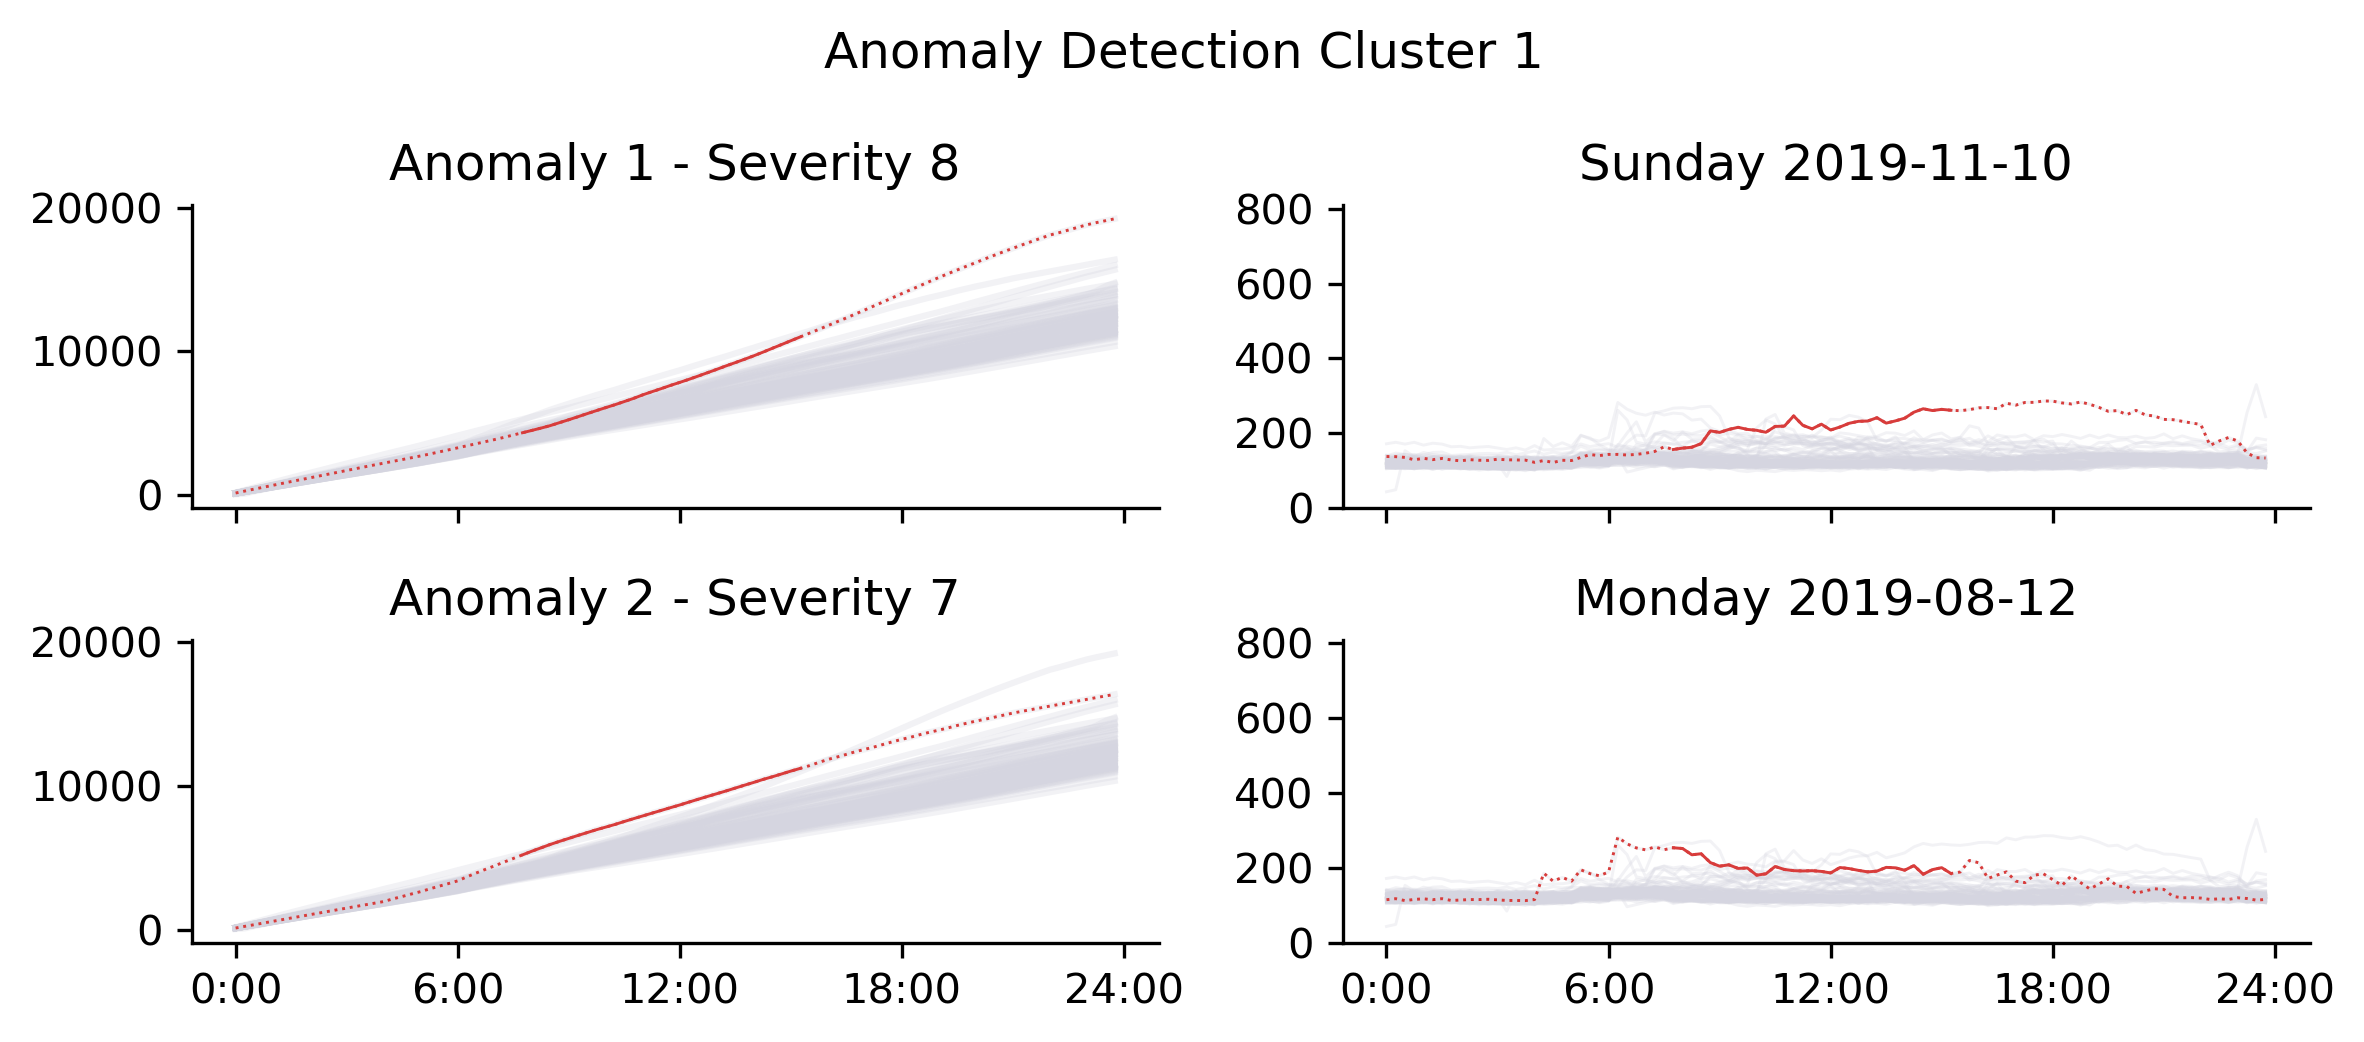 Anomaly Detection Cluster 1
Anomaly 1 - Severity 8
20000
10000
0
Sunday 2019-11-10
800
600
400
200
0
Anomaly 2 - Severity 7
20000
10000
0
0:00 6:00 12:00 18:00 24:00
Monday 2019-08-12
800
600
400
200
0
0:00 6:00 12:00 18:00 24:00